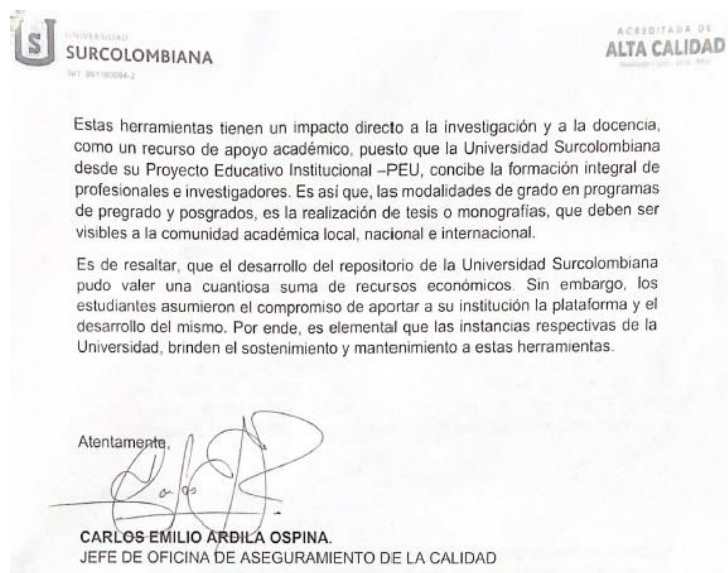 UNIVERSIDAD
SURCOLOMBIANA
NIT. 891180084-2
ACREDITADA DE
ALTA CALIDAD
Estas herramientas tienen un impacto directo a la investigación y a la docencia,
como un recurso de apoyo académico, puesto que la Universidad Surcolombiana
desde su Proyecto Educativo Institucional –PEU, concibe la formación integral de
profesionales e investigadores. Es así que, las modalidades de grado en programas
de pregrado y posgrados, es la realización de tesis o monografías, que deben ser
visibles a la comunidad académica local, nacional e internacional.
Es de resaltar, que el desarrollo del repositorio de la Universidad Surcolombiana
pudo valer una cuantiosa suma de recursos económicos. Sin embargo, los
estudiantes asumieron el compromiso de aportar a su institución la plataforma y el
desarrollo del mismo. Por ende, es elemental que las instancias respectivas de la
Universidad, brinden el sostenimiento y mantenimiento a estas herramientas.
Atentamente,
CARLOS EMILIO ARDILA OSPINA.
JEFE DE OFICINA DE ASEGURAMIENTO DE LA CALIDAD